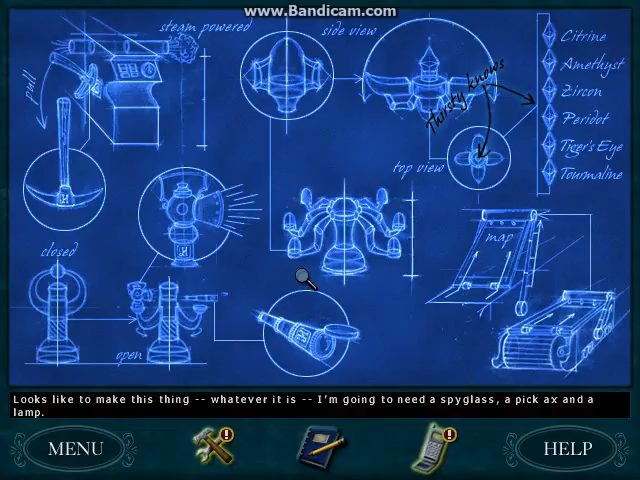 www.Bandicam.com
steam powered
side view
pull
Thirsty knows
Citrine
Amethyst
Zircon
Peridot
Tiger's Eye
Tourmaline
top view
H
H
map
closed
H
open
Looks like to make this thing -- whatever it is -- I'm going to need a spyglass, a pick ax and a
lamp.
MENU
HELP